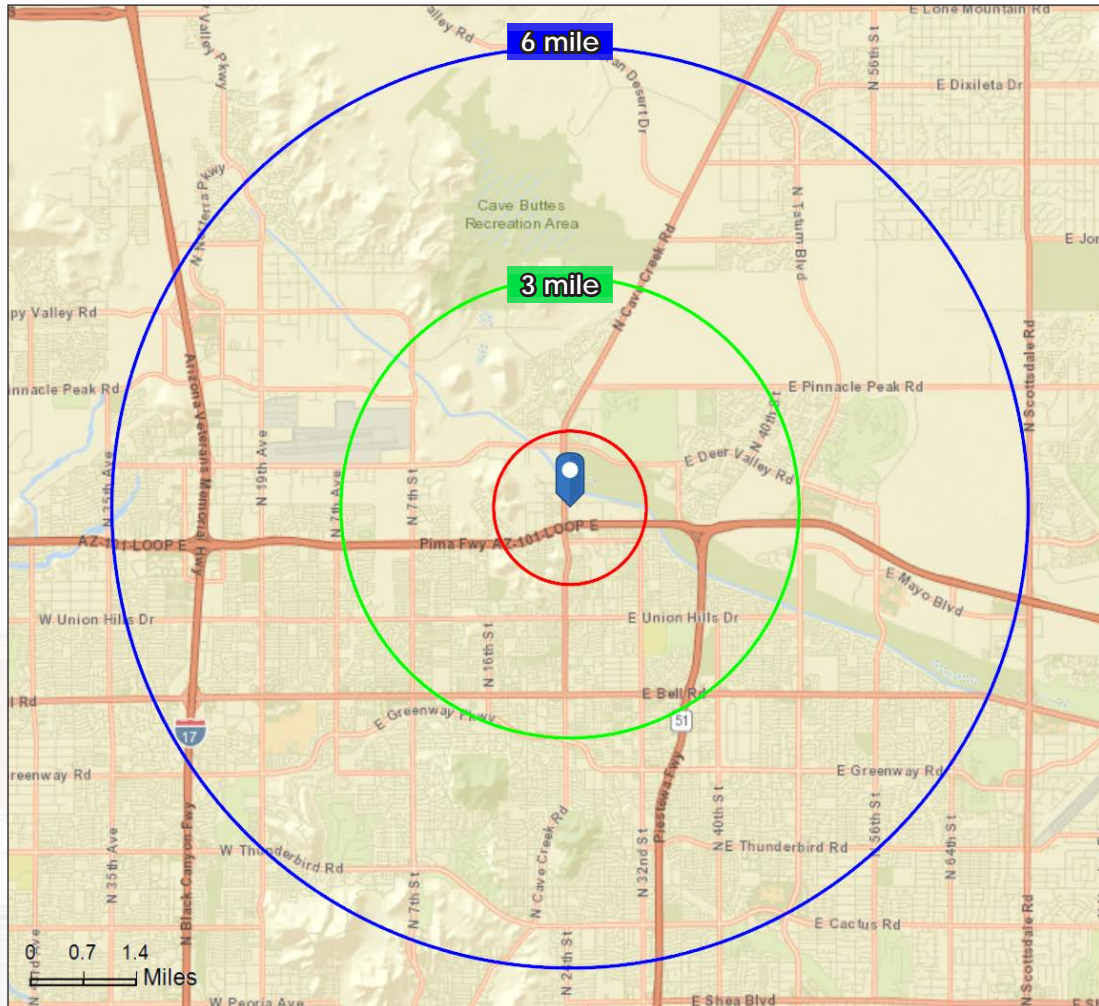 E Lone Mountain Rd
6 mile
Valley Rd
Valley Pkwy
N 56th St
E Dixileta Dr
Desert Dr
N Norterra Pkwy
Cave Buttes
Recreation Area
N Tatum Blvd
N Cave Creek Rd
3 mile
py Valley Rd
N Scottsdale Rd
Arizona Veterans Memorial Hwy
innacle Peak Rd
E Pinnacle Peak Rd
N 40th St
N 19th Ave
E Deer Valley Rd
N 35th Ave
N 7th Ave
N 7th St
AZ-101-LOOP E
Pima Fwy AZ-101-LOOP E
E Mayo Blvd
W Union Hills Dr
E Union Hills Dr
N 16th St
E Bell Rd
l Rd
E Greenway Pkwy
51
17
reenway Rd
E Greenway Rd
Piestewa Fwy
N Black Canyon Fwy
N 35th Ave
W Thunderbird Rd
N 7th St
N Cave Creek Rd
N 32nd St
N 40th St
E Thunderbird Rd
N 56th St
N 64th St
E Cactus Rd
N 24th St
N Scottsdale Rd
0 0.7 1.4
Miles
W Peoria Ave
E Shea Blvd